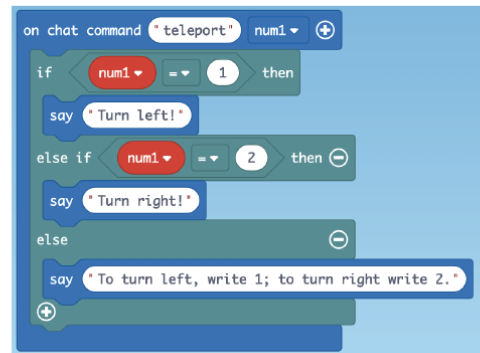 on chat command "teleport" num1
if num1 = 1 then
say "Turn left!"
else if num1 = 2 then
say "Turn right!"
else
say "To turn left, write 1; to turn right write 2."